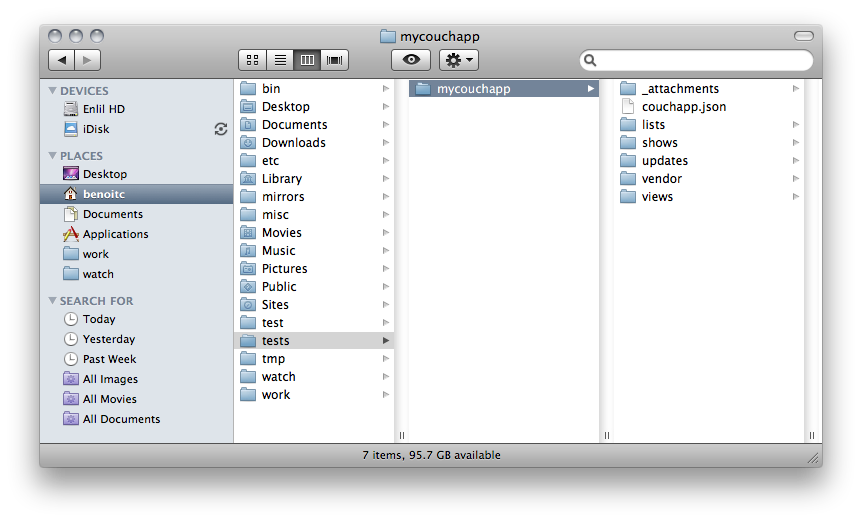 mycouchapp
DEVICES
Enlil HD
iDisk
PLACES
Desktop
benoitc
Documents
Applications
work
watch
SEARCH FOR
Today
Yesterday
Past Week
All Images
All Movies
All Documents
bin
Desktop
Documents
Downloads
etc
Library
mirrors
misc
Movies
Music
Pictures
Public
Sites
test
tests
tmp
watch
work
mycouchapp
_attachments
couchapp.json
lists
shows
updates
vendor
views
7 items, 95.7 GB available